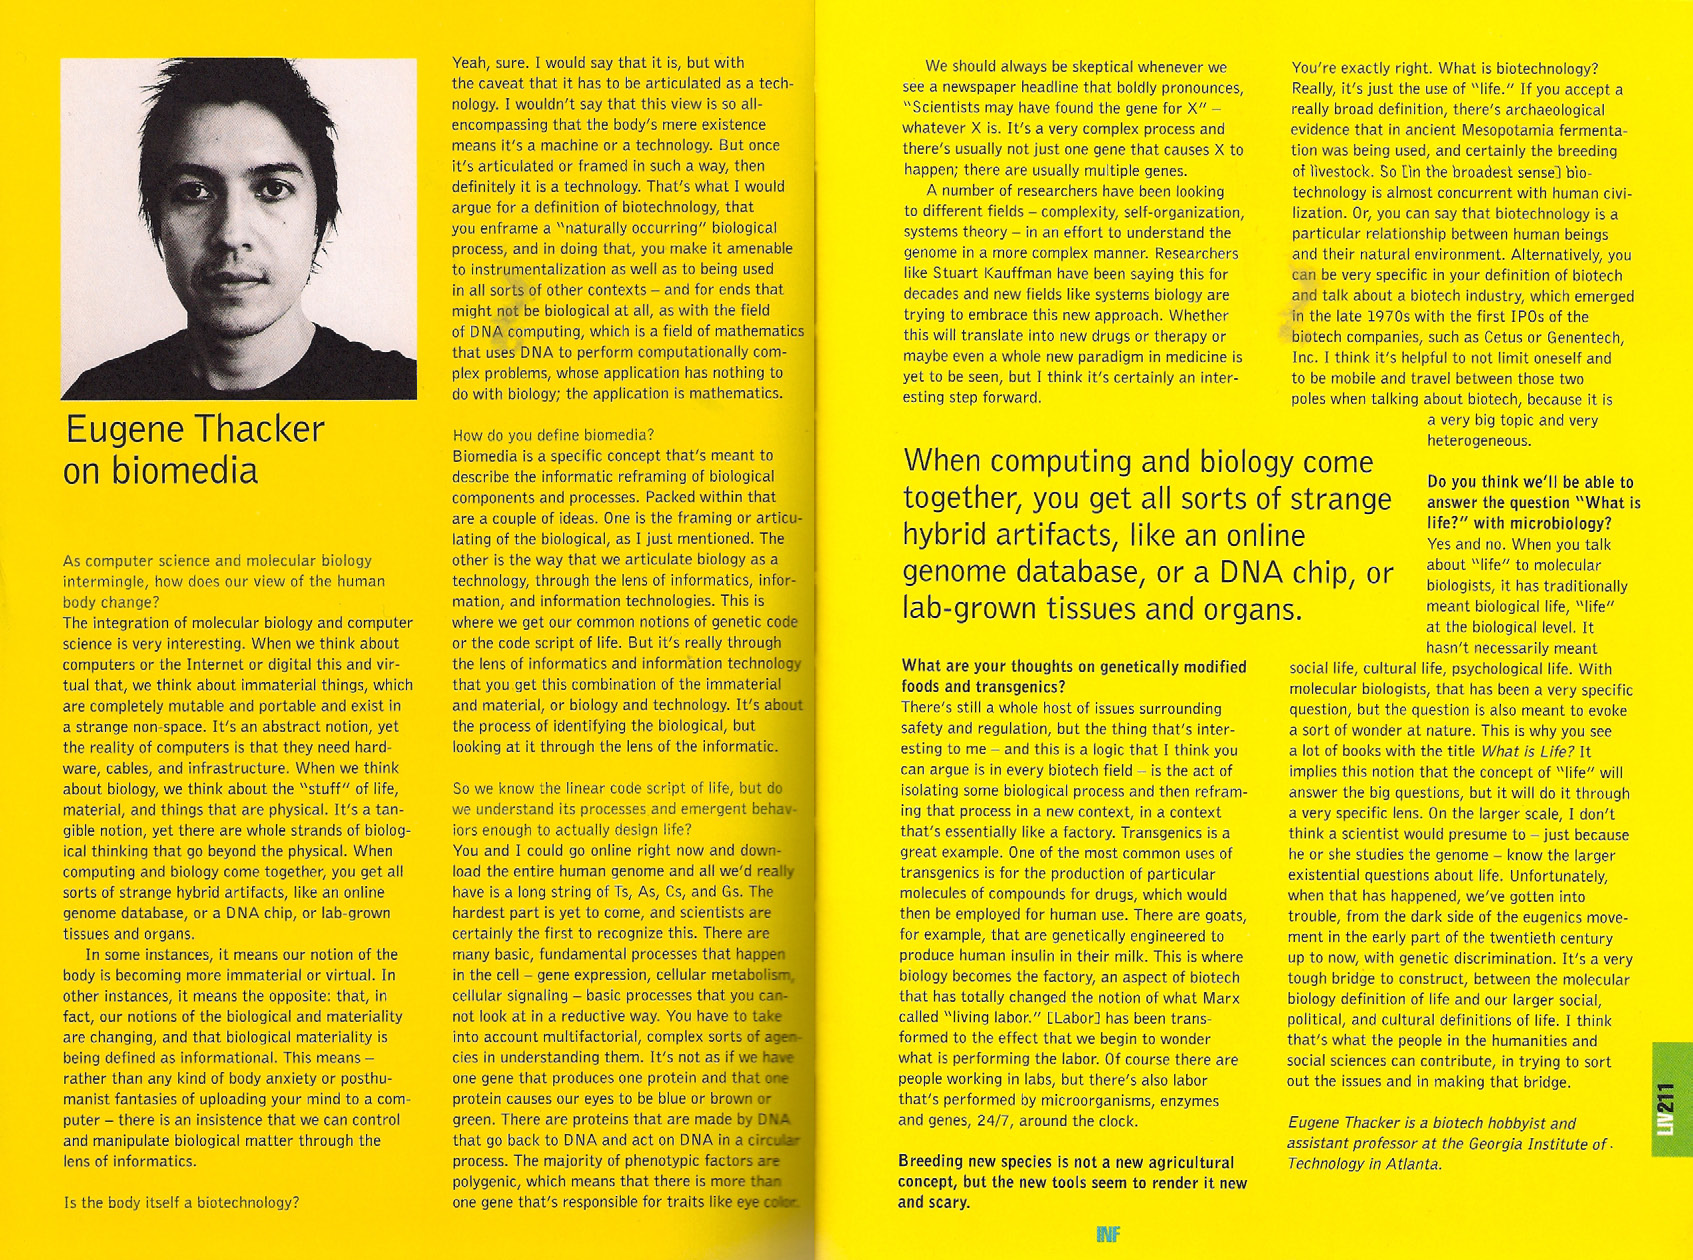 Eugene Thacker
on biomedia
As computer science and molecular biology
intermingle, how does our view of the human
body change?
The integration of molecular biology and computer
science is very interesting. When we think about
computers or the Internet or digital this and vir-
tual that, we think about immaterial things, which
are completely mutable and portable and exist in
a strange non-space. It's an abstract notion, yet
the reality of computers is that they need hard-
ware, cables, and infrastructure. When we think
about biology, we think about the "stuff" of life,
material, and things that are physical. It's a tan-
gible notion, yet there are whole strands of biolog-
ical thinking that go beyond the physical. When
computing and biology come together, you get all
sorts of strange hybrid artifacts, like an online
genome database, or a DNA chip, or lab-grown
tissues and organs.
In some instances, it means our notion of the
body is becoming more immaterial or virtual. In
other instances, it means the opposite: that, in
fact, our notions of the biological and materiality
are changing, and that biological materiality is
being defined as informational. This means –
rather than any kind of body anxiety or posthu-
manist fantasies of uploading your mind to a com-
puter – there is an insistence that we can control
and manipulate biological matter through the
lens of informatics.
Is the body itself a biotechnology?
Yeah, sure. I would say that it is, but with
the caveat that it has to be articulated as a tech-
nology. I wouldn't say that this view is so all-
encompassing that the body's mere existence
means it's a machine or a technology. But once
it's articulated or framed in such a way, then
definitely it is a technology. That's what I would
argue for a definition of biotechnology, that
you enframe a "naturally occurring" biological
process, and in doing that, you make it amenable
to instrumentalization as well as to being used
in all sorts of other contexts – and for ends that
might not be biological at all, as with the field
of DNA computing, which is a field of mathematics
that uses DNA to perform computationally com-
plex problems, whose application has nothing to
do with biology; the application is mathematics.
How do you define biomedia?
Biomedia is a specific concept that's meant to
describe the informatic reframing of biological
components and processes. Packed within that
are a couple of ideas. One is the framing or articu-
lating of the biological, as I just mentioned. The
other is the way that we articulate biology as a
technology, through the lens of informatics, infor-
mation, and information technologies. This is
where we get our common notions of genetic code
or the code script of life. But it's really through
the lens of informatics and information technology
that you get this combination of the immaterial
and material, or biology and technology. It's about
the process of identifying the biological, but
looking at it through the lens of the informatic.
So we know the linear code script of life, but do
we understand its processes and emergent behav-
iors enough to actually design life?
You and I could go online right now and down-
load the entire human genome and all we'd really
have is a long string of Ts, As, Cs, and Gs. The
hardest part is yet to come, and scientists are
certainly the first to recognize this. There are
many basic, fundamental processes that happen
in the cell – gene expression, cellular metabolism,
cellular signaling – basic processes that you can-
not look at in a reductive way. You have to take
into account multifactorial, complex sorts of agen-
cies in understanding them. It's not as if we have
one gene that produces one protein and that one
protein causes our eyes to be blue or brown or
green. There are proteins that are made by DNA
that go back to DNA and act on DNA in a circular
process. The majority of phenotypic factors are
polygenic, which means that there is more than
one gene that's responsible for traits like eye color.
We should always be skeptical whenever we
see a newspaper headline that boldly pronounces,
"Scientists may have found the gene for X" –
whatever X is. It's a very complex process and
there's usually not just one gene that causes X to
happen; there are usually multiple genes.
A number of researchers have been looking
to different fields – complexity, self-organization,
systems theory – in an effort to understand the
genome in a more complex manner. Researchers
like Stuart Kauffman have been saying this for
decades and new fields like systems biology are
trying to embrace this new approach. Whether
this will translate into new drugs or therapy or
maybe even a whole new paradigm in medicine is
yet to be seen, but I think it's certainly an inter-
esting step forward.
When computing and biology come
together, you get all sorts of strange
hybrid artifacts, like an online
genome database, or a DNA chip, or
lab-grown tissues and organs.
What are your thoughts on genetically modified
foods and transgenics?
There's still a whole host of issues surrounding
safety and regulation, but the thing that's inter-
esting to me – and this is a logic that I think you
can argue is in every biotech field – is the act of
isolating some biological process and then refram-
ing that process in a new context, in a context
that's essentially like a factory. Transgenics is a
great example. One of the most common uses of
transgenics is for the production of particular
molecules of compounds for drugs, which would
then be employed for human use. There are goats,
for example, that are genetically engineered to
produce human insulin in their milk. This is where
biology becomes the factory, an aspect of biotech
that has totally changed the notion of what Marx
called "living labor." [Labor] has been trans-
formed to the effect that we begin to wonder
what is performing the labor. Of course there are
people working in labs, but there's also labor
that's performed by microorganisms, enzymes
and genes, 24/7, around the clock.
Breeding new species is not a new agricultural
concept, but the new tools seem to render it new
and scary.
You're exactly right. What is biotechnology?
Really, it's just the use of "life." If you accept a
really broad definition, there's archaeological
evidence that in ancient Mesopotamia fermenta-
tion was being used, and certainly the breeding
of livestock. So [in the broadest sense] bio-
technology is almost concurrent with human civi-
lization. Or, you can say that biotechnology is a
particular relationship between human beings
and their natural environment. Alternatively, you
can be very specific in your definition of biotech
and talk about a biotech industry, which emerged
in the late 1970s with the first IPOs of the
biotech companies, such as Cetus or Genentech,
Inc. I think it's helpful to not limit oneself and
to be mobile and travel between those two
poles when talking about biotech, because it is
a very big topic and very
heterogeneous.
Do you think we'll be able to
answer the question "What is
life?" with microbiology?
Yes and no. When you talk
about "life" to molecular
biologists, it has traditionally
meant biological life, "life"
at the biological level. It
hasn't necessarily meant
social life, cultural life, psychological life. With
molecular biologists, that has been a very specific
question, but the question is also meant to evoke
a sort of wonder at nature. This is why you see
a lot of books with the title What is Life? It
implies this notion that the concept of "life" will
answer the big questions, but it will do it through
a very specific lens. On the larger scale, I don't
think a scientist would presume to – just because
he or she studies the genome – know the larger
existential questions about life. Unfortunately,
when that has happened, we've gotten into
trouble, from the dark side of the eugenics move-
ment in the early part of the twentieth century
up to now, with genetic discrimination. It's a very
tough bridge to construct, between the molecular
biology definition of life and our larger social,
political, and cultural definitions of life. I think
that's what the people in the humanities and
social sciences can contribute, in trying to sort
out the issues and in making that bridge.
Eugene Thacker is a biotech hobbyist and
assistant professor at the Georgia Institute of
Technology in Atlanta.
LIV211
INF